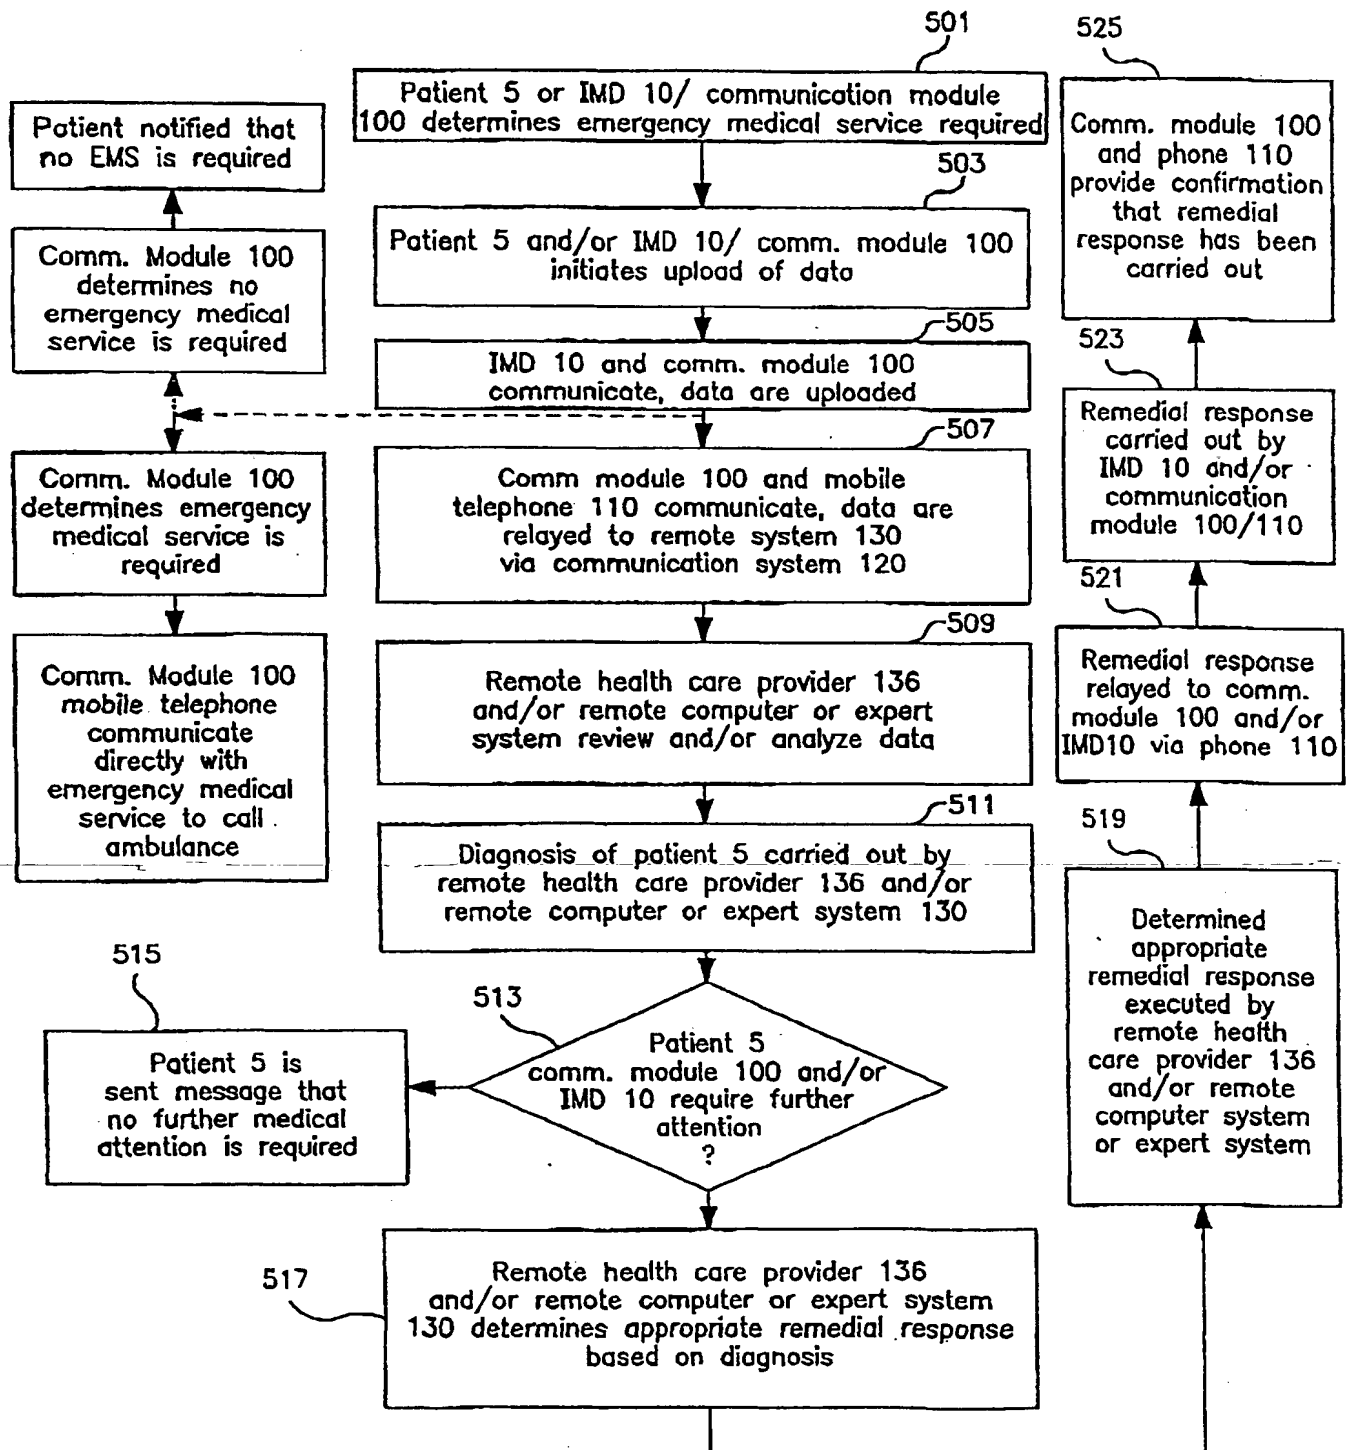 501
Patient 5 or IMD 10/ communication module
100 determines emergency medical service required
503
Patient 5 and/or IMD 10/ comm. module 100
initiates upload of data
505
IMD 10 and comm. module 100
communicate, data are uploaded
507
Comm module 100 and mobile
telephone 110 communicate, data are
relayed to remote system 130
via communication system 120
509
Remote health care provider 136
and/or remote computer or expert
system review and/or analyze data
511
Diagnosis of patient 5 carried out by
remote health care provider 136 and/or
remote computer or expert system 130
513
Patient 5
comm. module 100 and/or
IMD 10 require further
attention
?
515
Patient 5 is
sent message that
no further medical
attention is required
517
Remote health care provider 136
and/or remote computer or expert system
130 determines appropriate remedial response
based on diagnosis
Patient notified that
no EMS is required
Comm. Module 100
determines no
emergency medical
service is required
Comm. Module 100
determines emergency
medical service is
required
Comm. Module 100
mobile telephone
communicate
directly with
emergency medical
service to call
ambulance
519
Determined
appropriate
remedial response
executed by
remote health
care provider 136
and/or remote
computer system
or expert system
521
Remedial response
relayed to comm.
module 100 and/or
IMD10 via phone 110
523
Remedial response
carried out by
IMD 10 and/or
communication
module 100/110
525
Comm. module 100
and phone 110
provide confirmation
that remedial
response has been
carried out